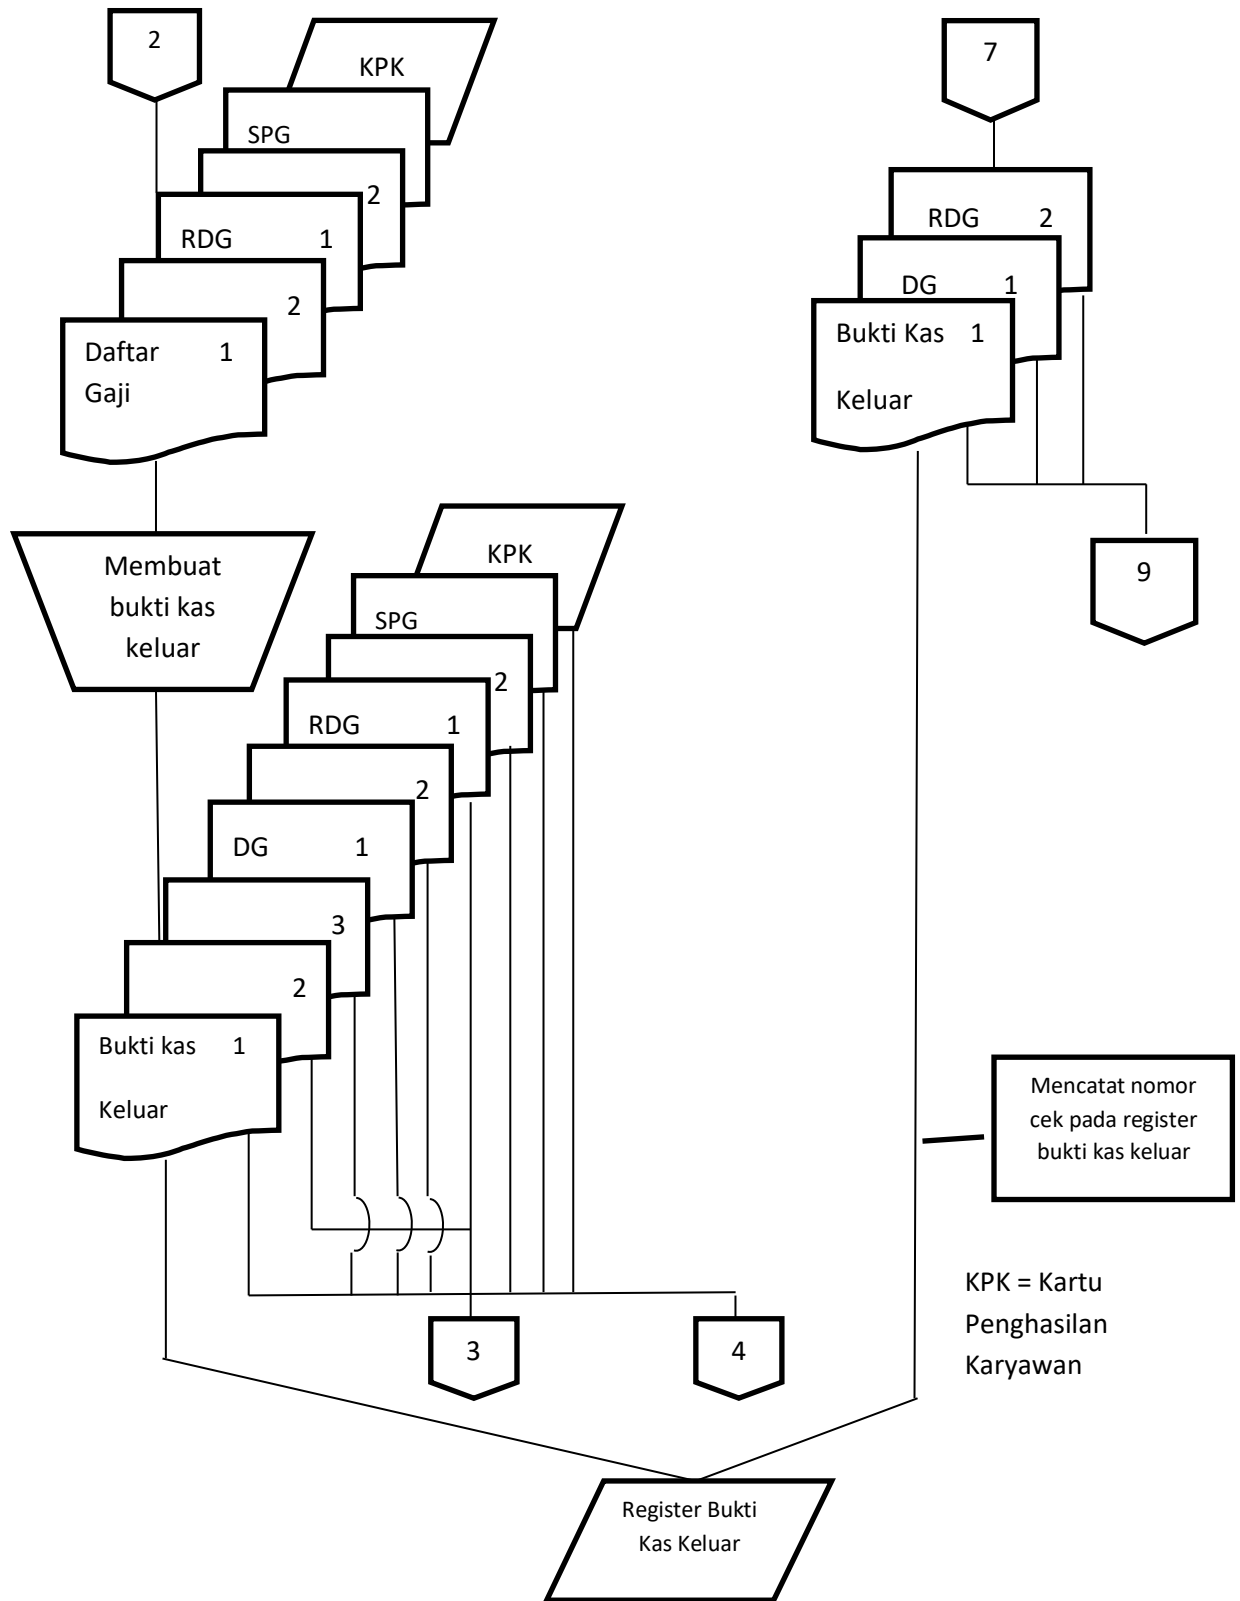 2
KPK
SPG
2
RDG 1
2
Daftar 1
Gaji
Membuat
bukti kas
keluar
KPK
SPG
2
RDG 1
2
DG 1
3
2
Bukti kas 1
Keluar
3
4
7
RDG 2
DG 1
Bukti Kas 1
Keluar
9
Mencatat nomor
cek pada register
bukti kas keluar
KPK = Kartu
Penghasilan
Karyawan
Register Bukti
Kas Keluar